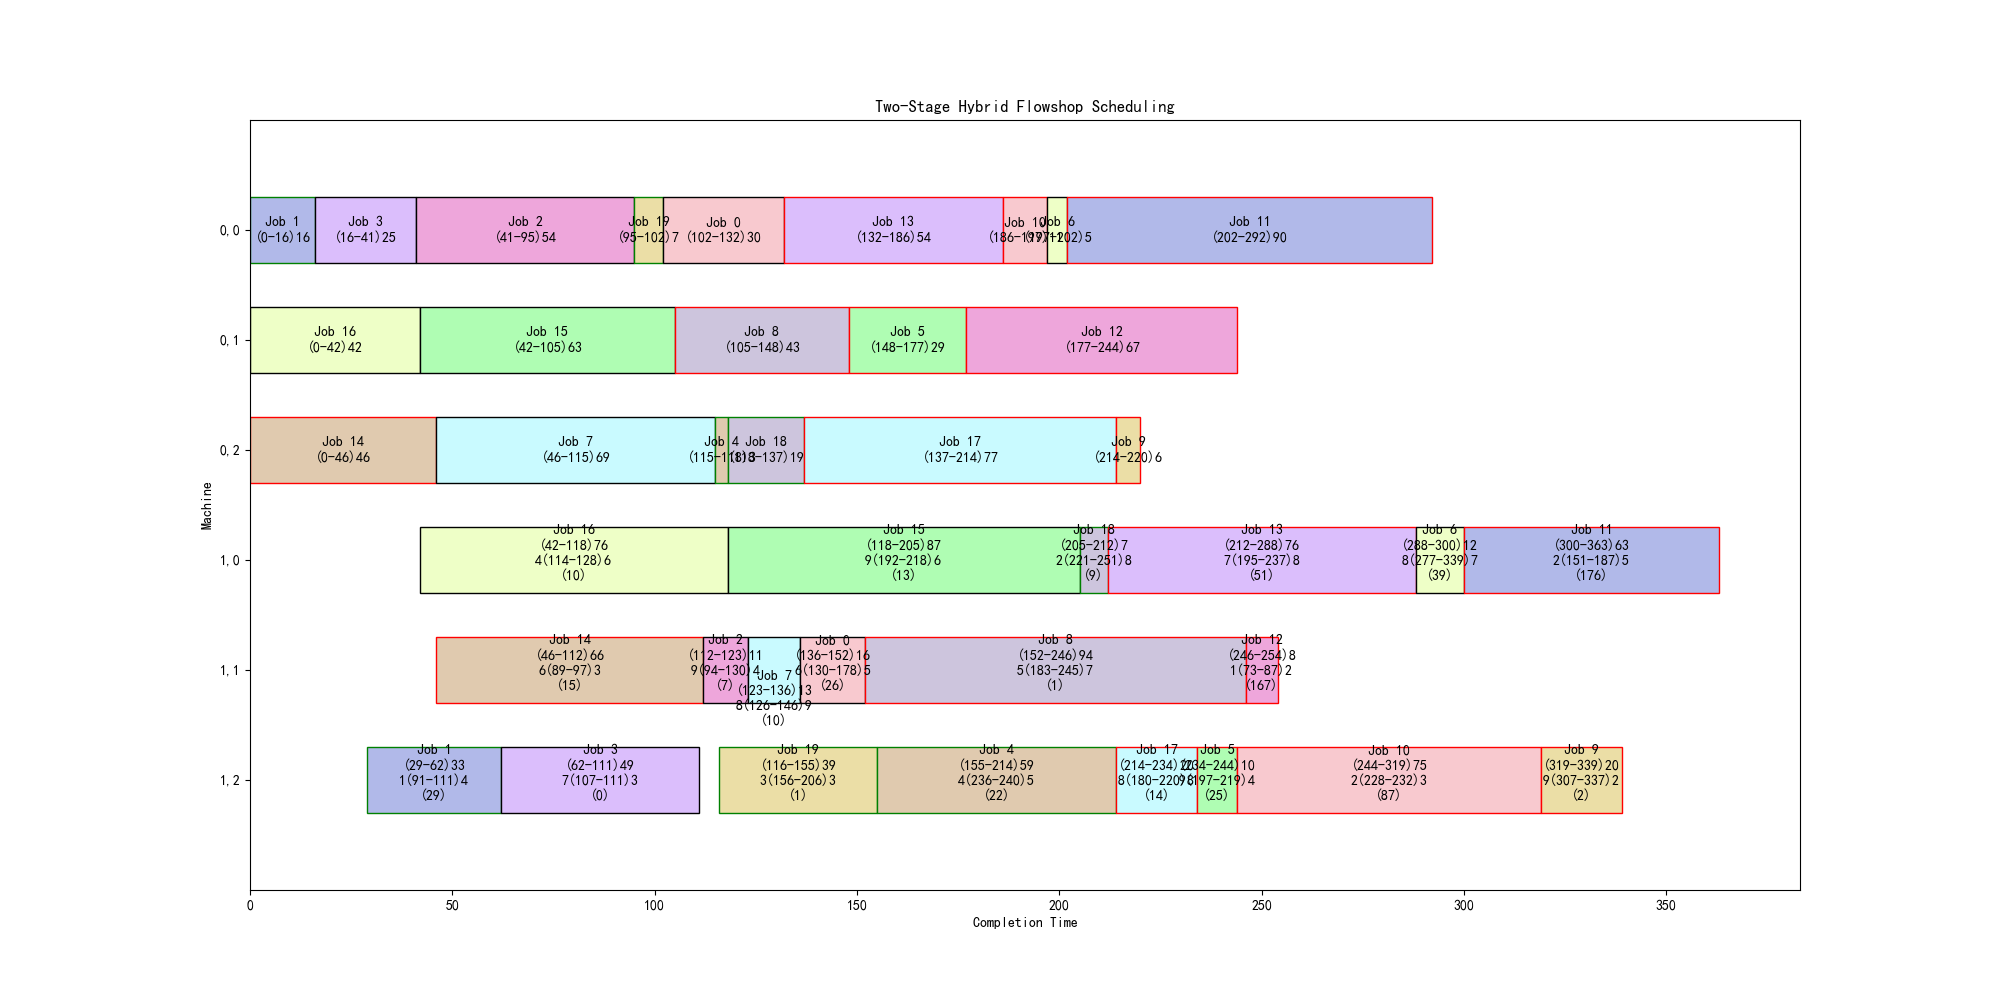 Two-Stage Hybrid Flowshop Scheduling
0,0
Job 1
(0-16)16
Job 3
(16-41)25
Job 2
(41-95)54
Job 19
(95-102)7
Job 0
(102-132)30
Job 13
(132-186)54
Job 10
(186-197)11
Job 6
(197-202)5
Job 11
(202-292)90
0,1
Job 16
(0-42)42
Job 15
(42-105)63
Job 8
(105-148)43
Job 5
(148-177)29
Job 12
(177-244)67
0,2
Job 14
(0-46)46
Job 7
(46-115)69
Job 4
(115-118)3
Job 18
(118-137)19
Job 17
(137-214)77
Job 9
(214-220)6
Machine
1,0
Job 16
(42-118)76
4(114-128)6
(10)
Job 15
(118-205)87
9(192-218)6
(13)
Job 18
(205-212)7
2(221-251)8
(9)
Job 13
(212-288)76
7(195-237)8
(51)
Job 6
(288-300)12
8(277-339)7
(39)
Job 11
(300-363)63
2(151-187)5
(176)
1,1
Job 14
(46-112)66
6(89-97)3
(15)
Job 2
(112-123)11
9(94-130)4
(7)
Job 7
(123-136)13
8(126-146)9
(10)
Job 0
(136-152)16
6(130-178)5
(26)
Job 8
(152-246)94
5(183-245)7
(1)
Job 12
(246-254)8
1(73-87)2
(167)
1,2
Job 1
(29-62)33
1(91-111)4
(29)
Job 3
(62-111)49
7(107-111)3
(0)
Job 19
(116-155)39
3(156-206)3
(1)
Job 4
(155-214)59
4(236-240)5
(22)
Job 17
(214-234)20
8(180-220)8
(14)
Job 5
(234-244)10
9(197-219)4
(25)
Job 10
(244-319)75
2(228-232)3
(87)
Job 9
(319-339)20
9(307-337)2
(2)
0
50
100
150
200
250
300
350
Completion Time